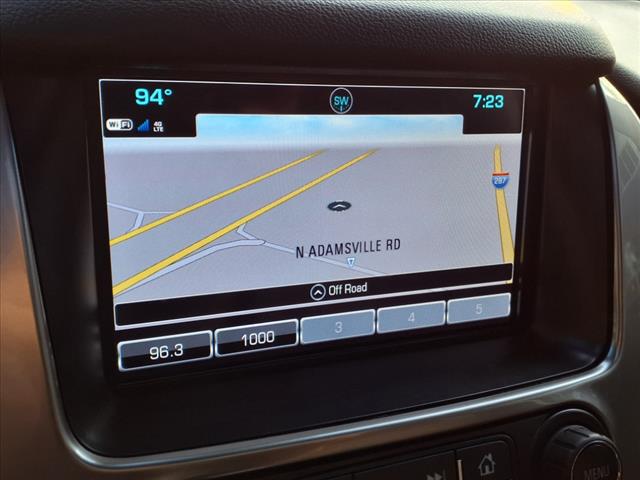 94° SW 7:23
Wi Fi 4G LTE
287
N ADAMSVILLE RD
Off Road
96.3 1000 3 4 5
MENU